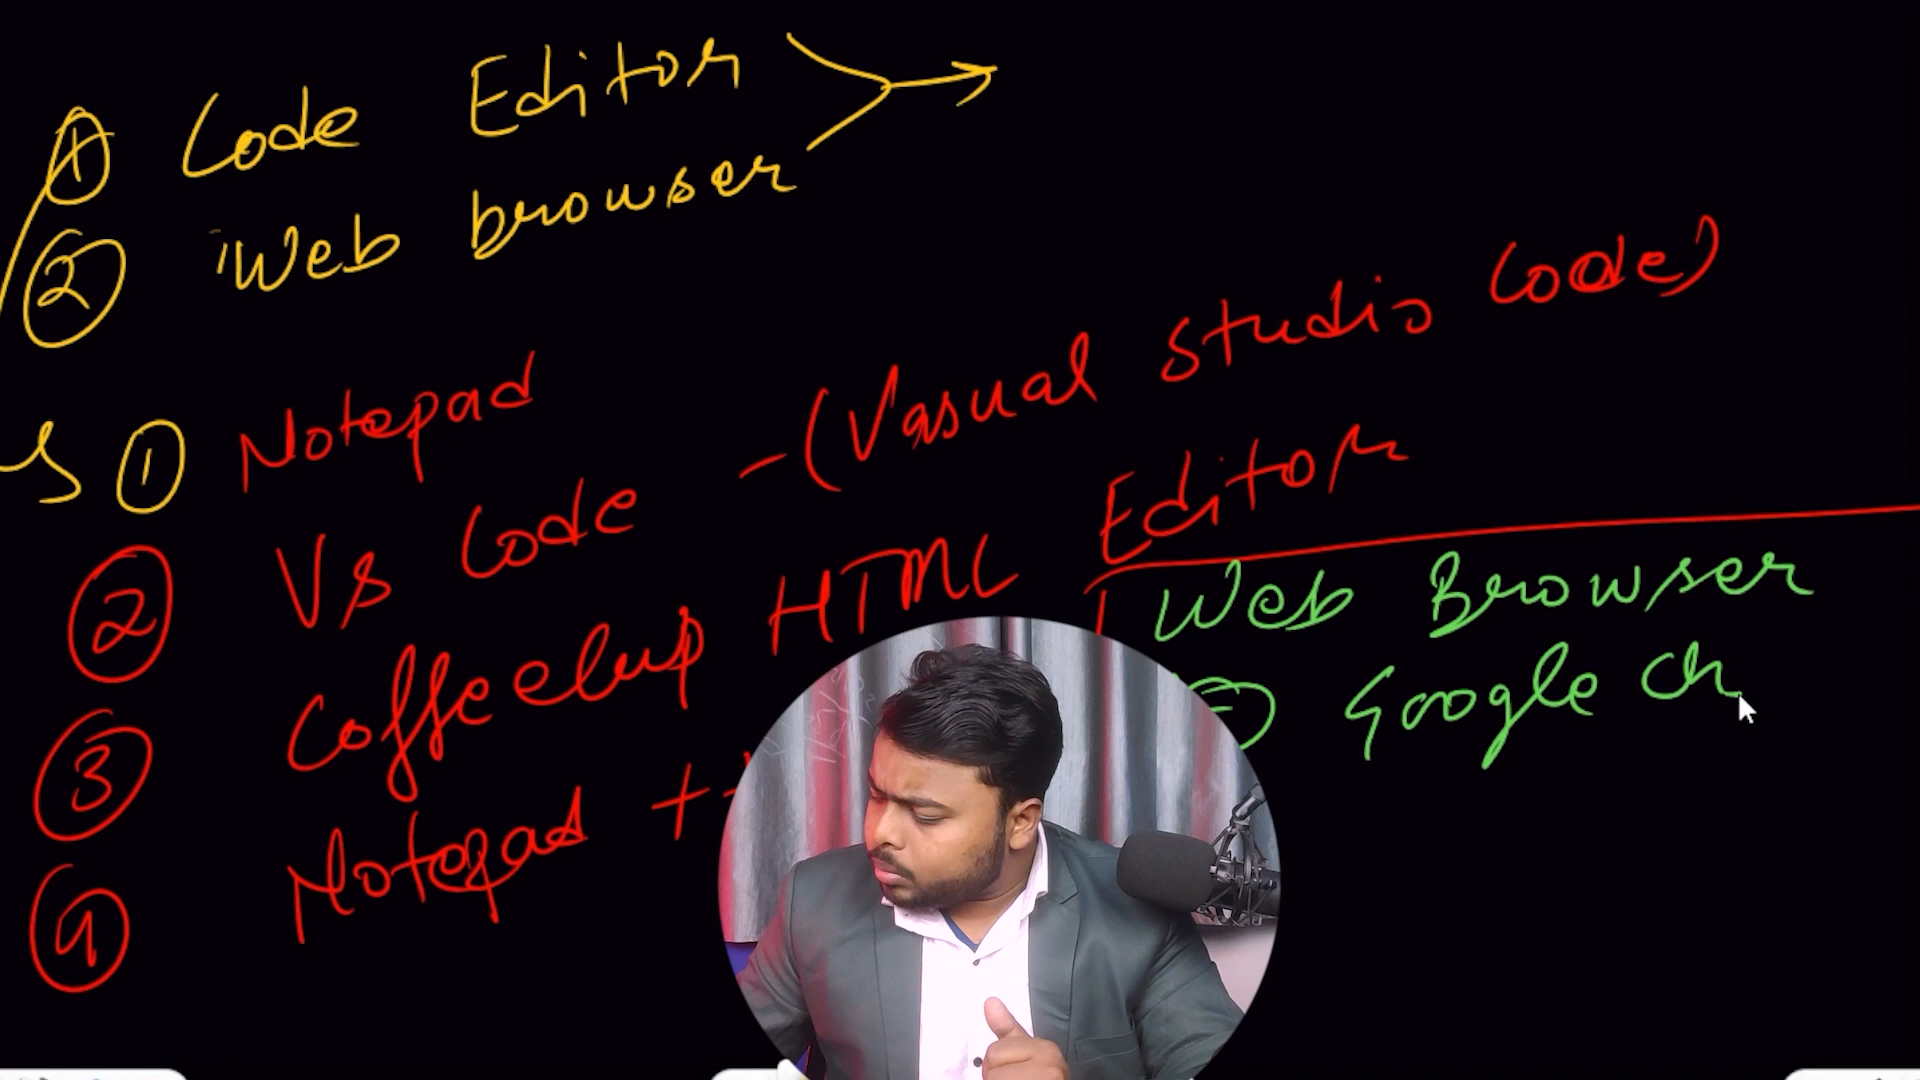 ① Code Editor
② Web browser
① Notepad
② Vs Code - (Vasual Studio Code)
③ Coffeecup HTML Editor
④ Notepad ++
Web Browser
Google Ch